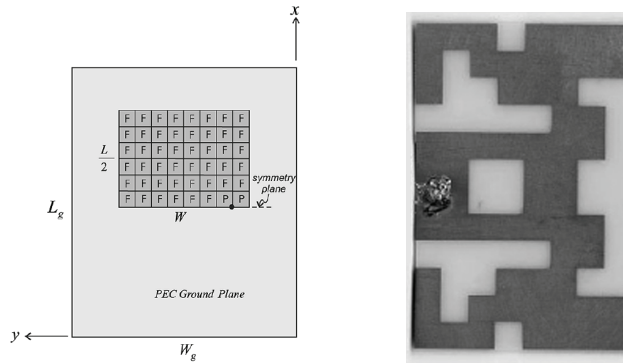 x
F F F F F F F F
F F F F F F F F
F F F F F F F F
F F F F F F F F
F F F F F F F F
F F F F F F P P
L
2
symmetry
plane
W
L_g
PEC Ground Plane
y
W_g